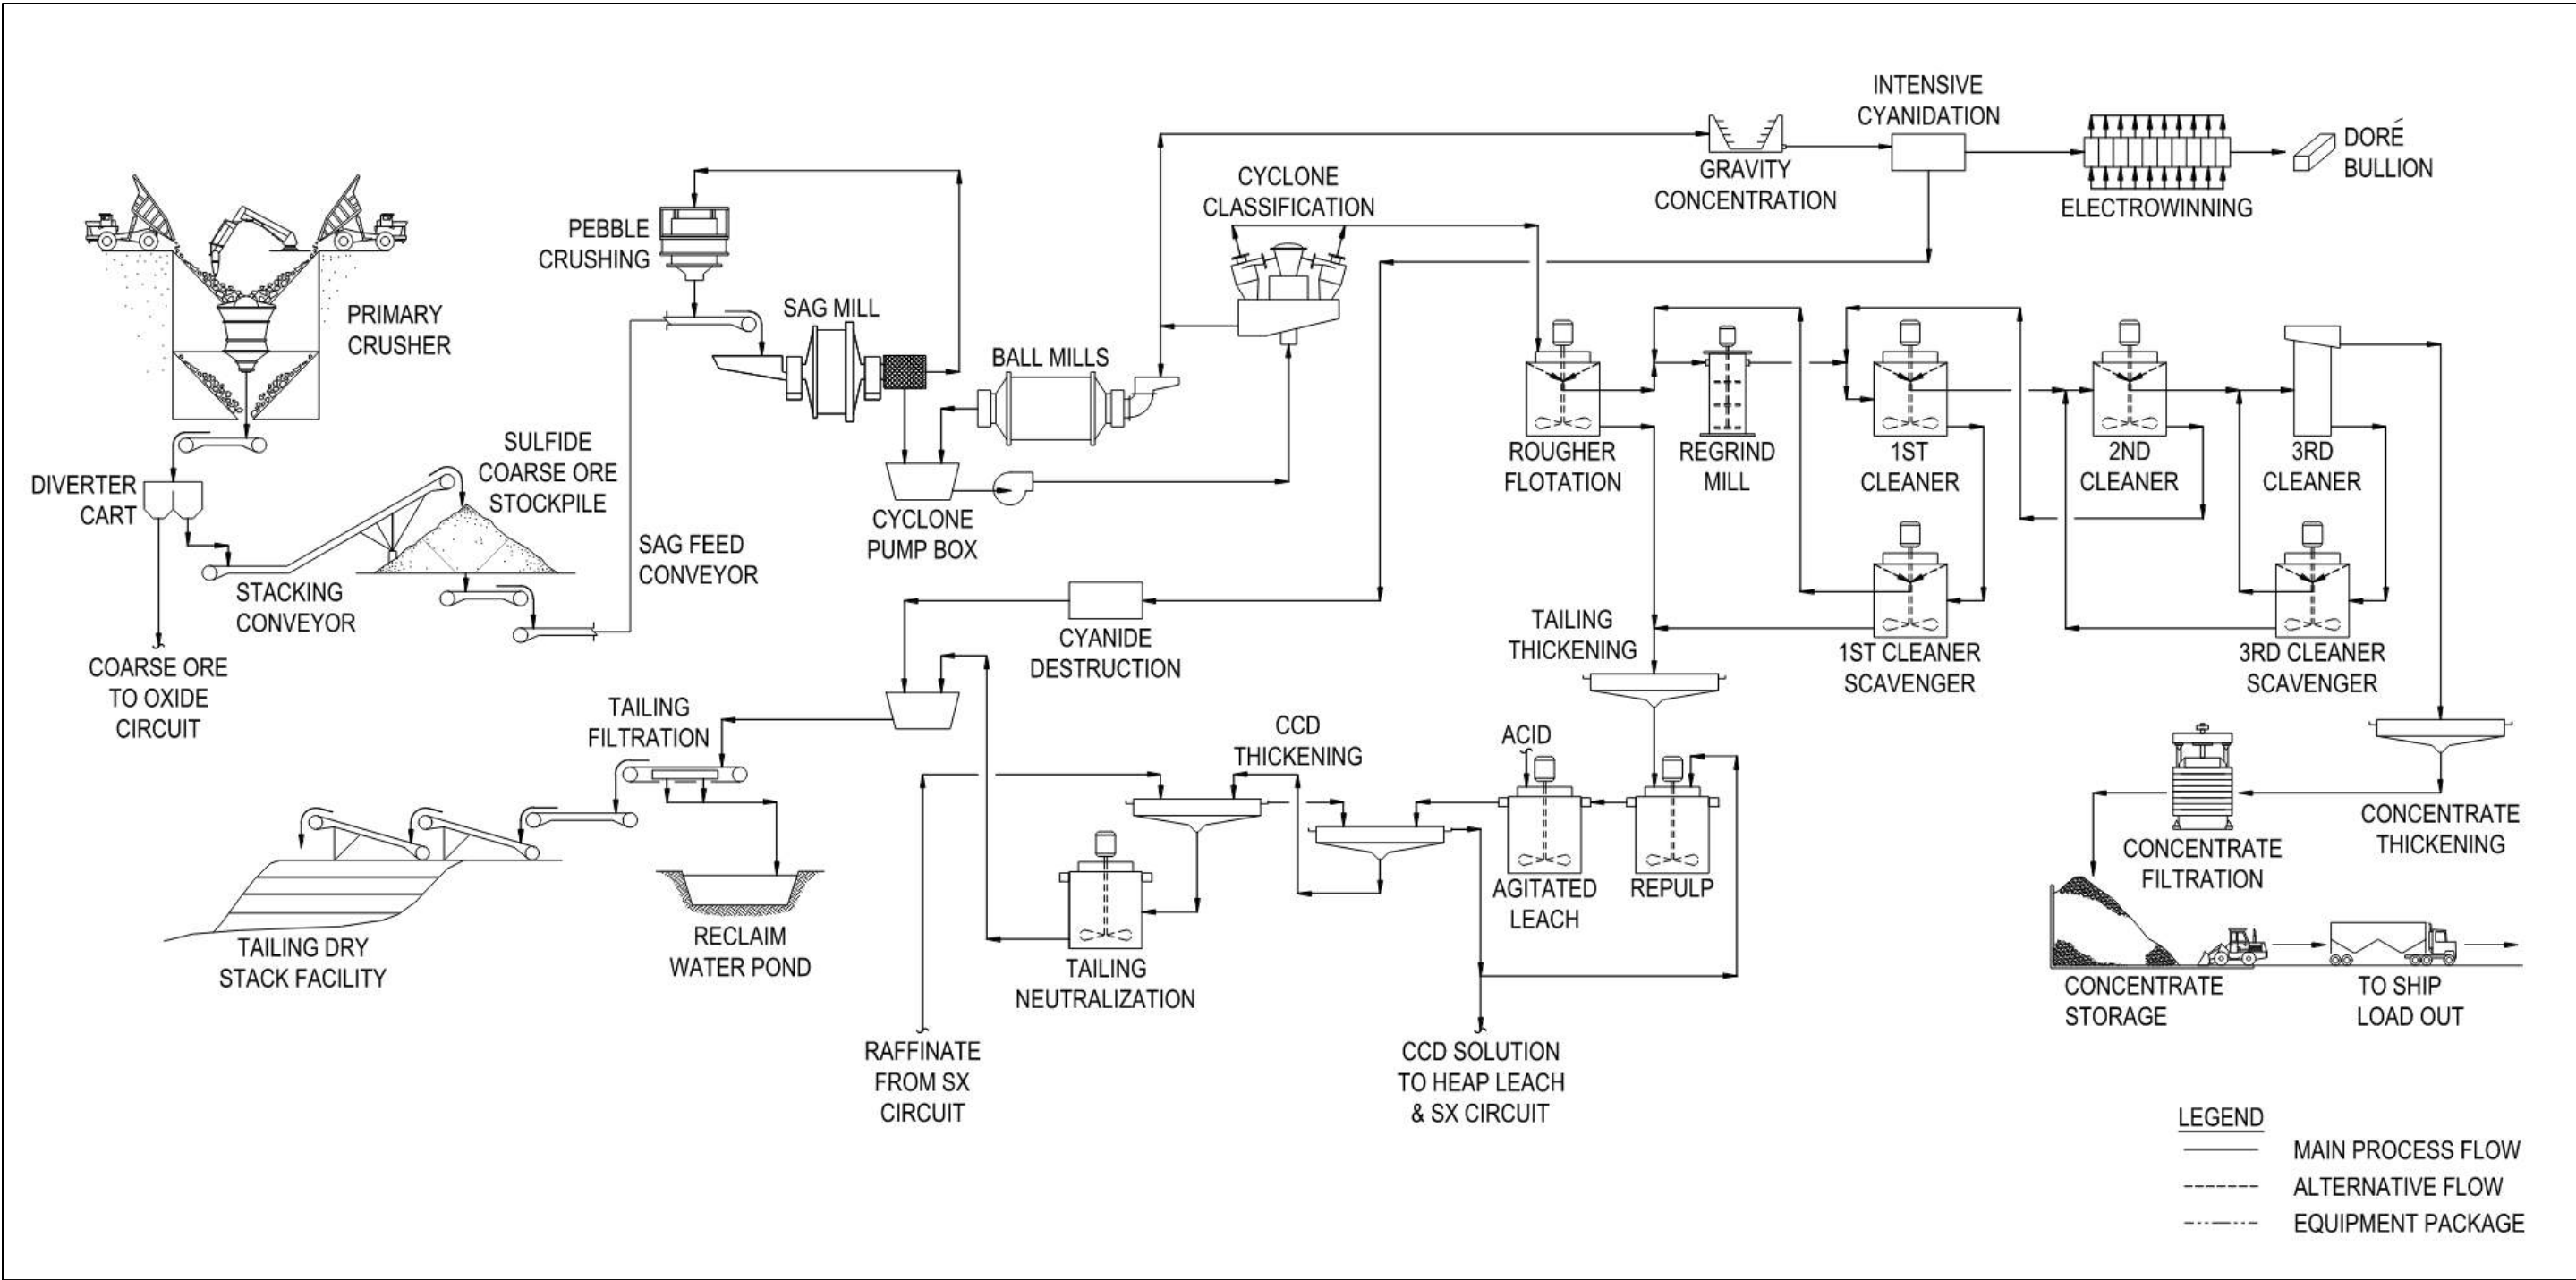 INTENSIVE
CYANIDATION
DORÉ
BULLION
GRAVITY
CONCENTRATION
ELECTROWINNING
CYCLONE
CLASSIFICATION
PEBBLE
CRUSHING
PRIMARY
CRUSHER
SAG MILL
BALL MILLS
SULFIDE
COARSE ORE
STOCKPILE
DIVERTER
CART
CYCLONE
PUMP BOX
ROUGHER
FLOTATION
REGRIND
MILL
1ST
CLEANER
2ND
CLEANER
3RD
CLEANER
SAG FEED
CONVEYOR
STACKING
CONVEYOR
COARSE ORE
TO OXIDE
CIRCUIT
CYANIDE
DESTRUCTION
TAILING
THICKENING
1ST CLEANER
SCAVENGER
3RD CLEANER
SCAVENGER
TAILING
FILTRATION
CCD
THICKENING
ACID
CONCENTRATE
THICKENING
CONCENTRATE
FILTRATION
AGITATED
LEACH
REPULP
TAILING DRY
STACK FACILITY
RECLAIM
WATER POND
TAILING
NEUTRALIZATION
CONCENTRATE
STORAGE
TO SHIP
LOAD OUT
RAFFINATE
FROM SX
CIRCUIT
CCD SOLUTION
TO HEAP LEACH
& SX CIRCUIT
LEGEND
MAIN PROCESS FLOW
ALTERNATIVE FLOW
EQUIPMENT PACKAGE